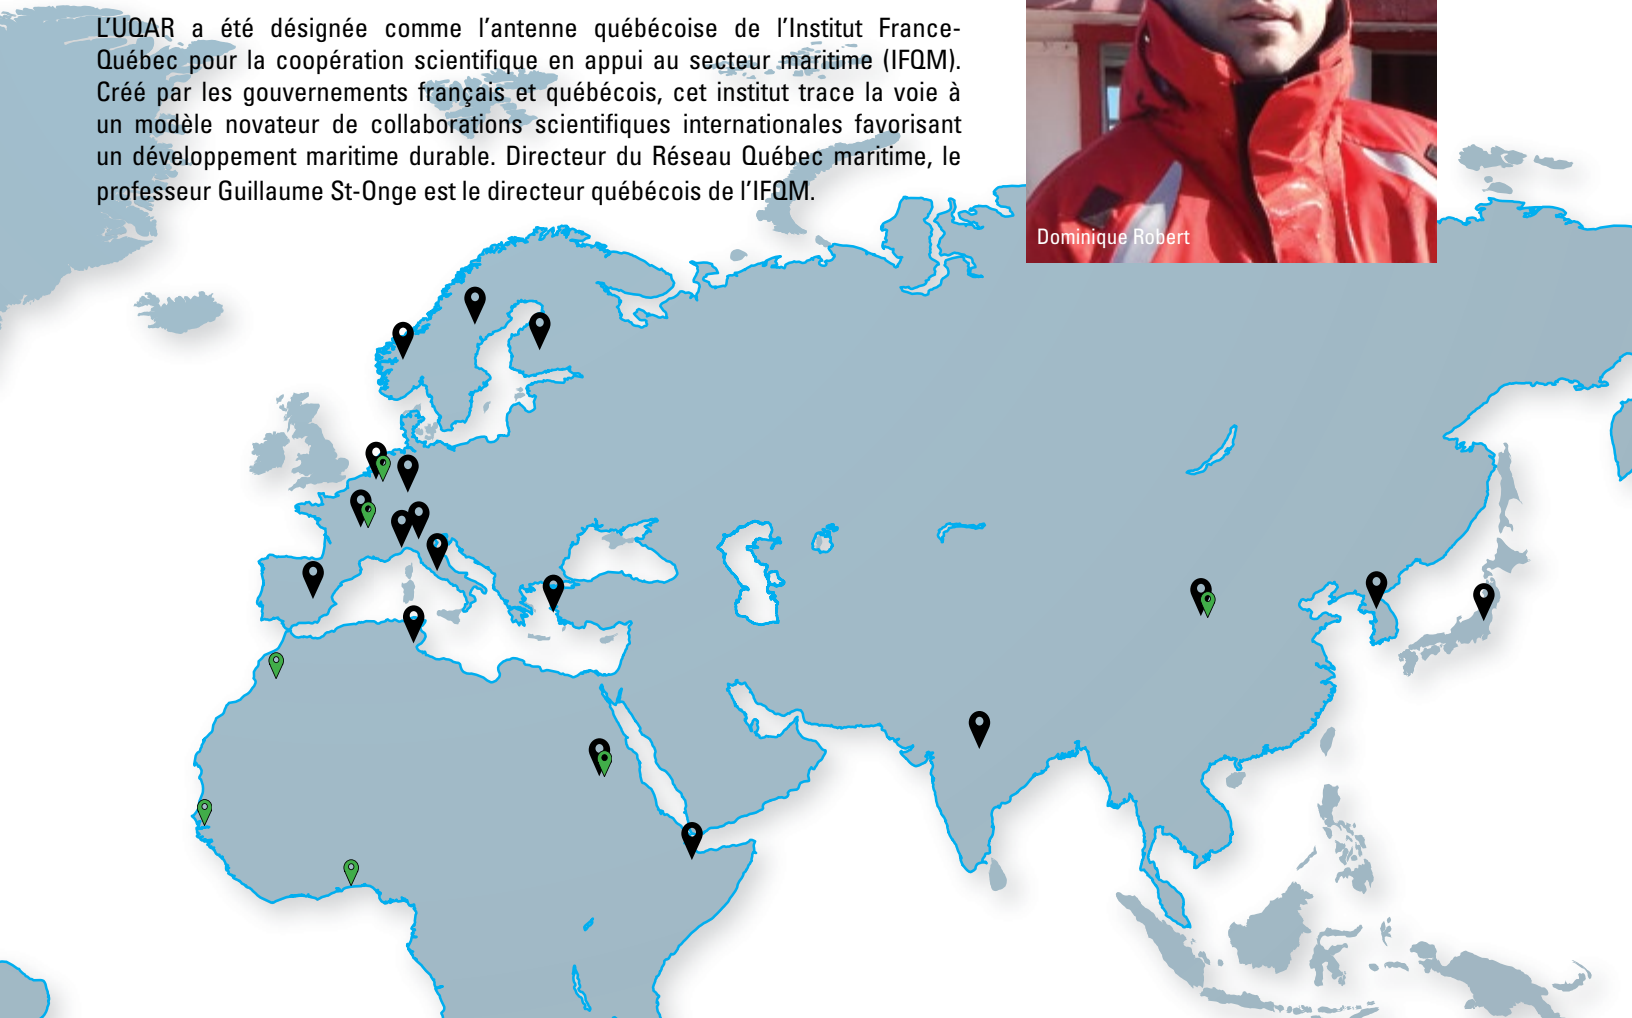 L’UQAR a été désignée comme l’antenne québécoise de l’Institut France-
Québec pour la coopération scientifique en appui au secteur maritime (IFQM).
Créé par les gouvernements français et québécois, cet institut trace la voie à
un modèle novateur de collaborations scientifiques internationales favorisant
un développement maritime durable. Directeur du Réseau Québec maritime, le
professeur Guillaume St-Onge est le directeur québécois de l’IFQM.
Dominique Robert